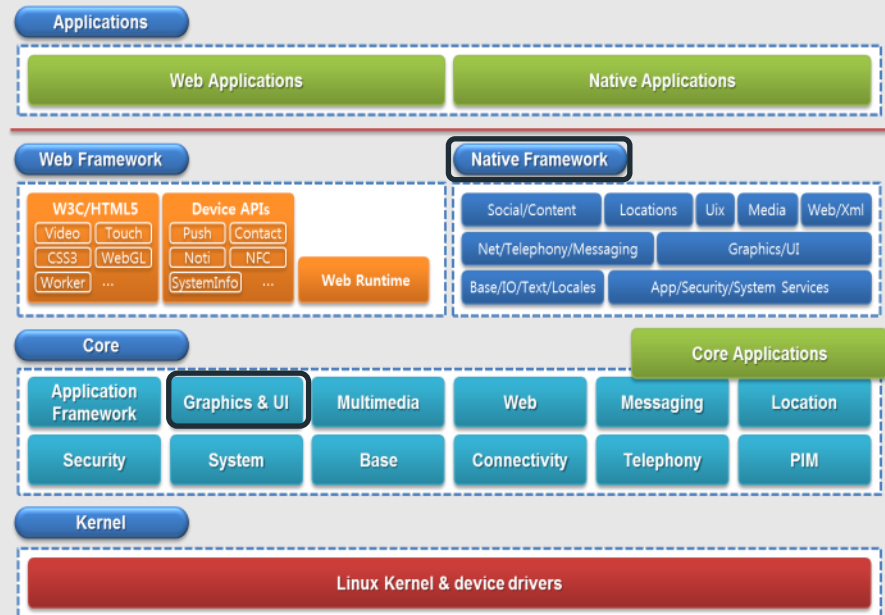 Applications
Web Applications
Native Applications
Web Framework
Native Framework
W3C/HTML5
Video Touch
CSS3 WebGL
Worker ...
Device APIs
Push Contact
Noti NFC
SystemInfo ...
Web Runtime
Social/Content Locations Uix Media Web/Xml
Net/Telephony/Messaging Graphics/UI
Base/IO/Text/Locales App/Security/System Services
Core
Core Applications
Application
Framework
Graphics & UI
Multimedia
Web
Messaging
Location
Security
System
Base
Connectivity
Telephony
PIM
Kernel
Linux Kernel & device drivers